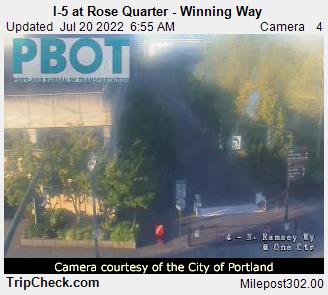 I-5 at Rose Quarter - Winning Way
Updated Jul 20 2022 6:55 AM Camera 4
PBOT
PORTLAND BUREAU OF TRANSPORTATION
4 - N. Ramsey Wy
@ One Ctr
Camera courtesy of the City of Portland
TripCheck.com Milepost302.00